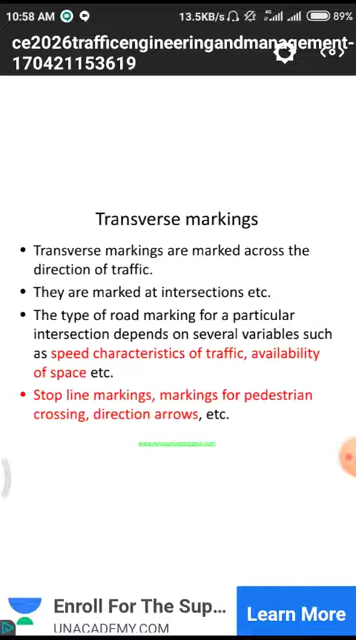 10:58 AM
13.5KB/s
4G
89%
ce2026trafficengineeringandmanagement-
170421153619
Transverse markings
• Transverse markings are marked across the
direction of traffic.
• They are marked at intersections etc.
• The type of road marking for a particular
intersection depends on several variables such
as speed characteristics of traffic, availability
of space etc.
• Stop line markings, markings for pedestrian
crossing, direction arrows, etc.
Enroll For The Sup...
UNACADEMY.COM
Learn More